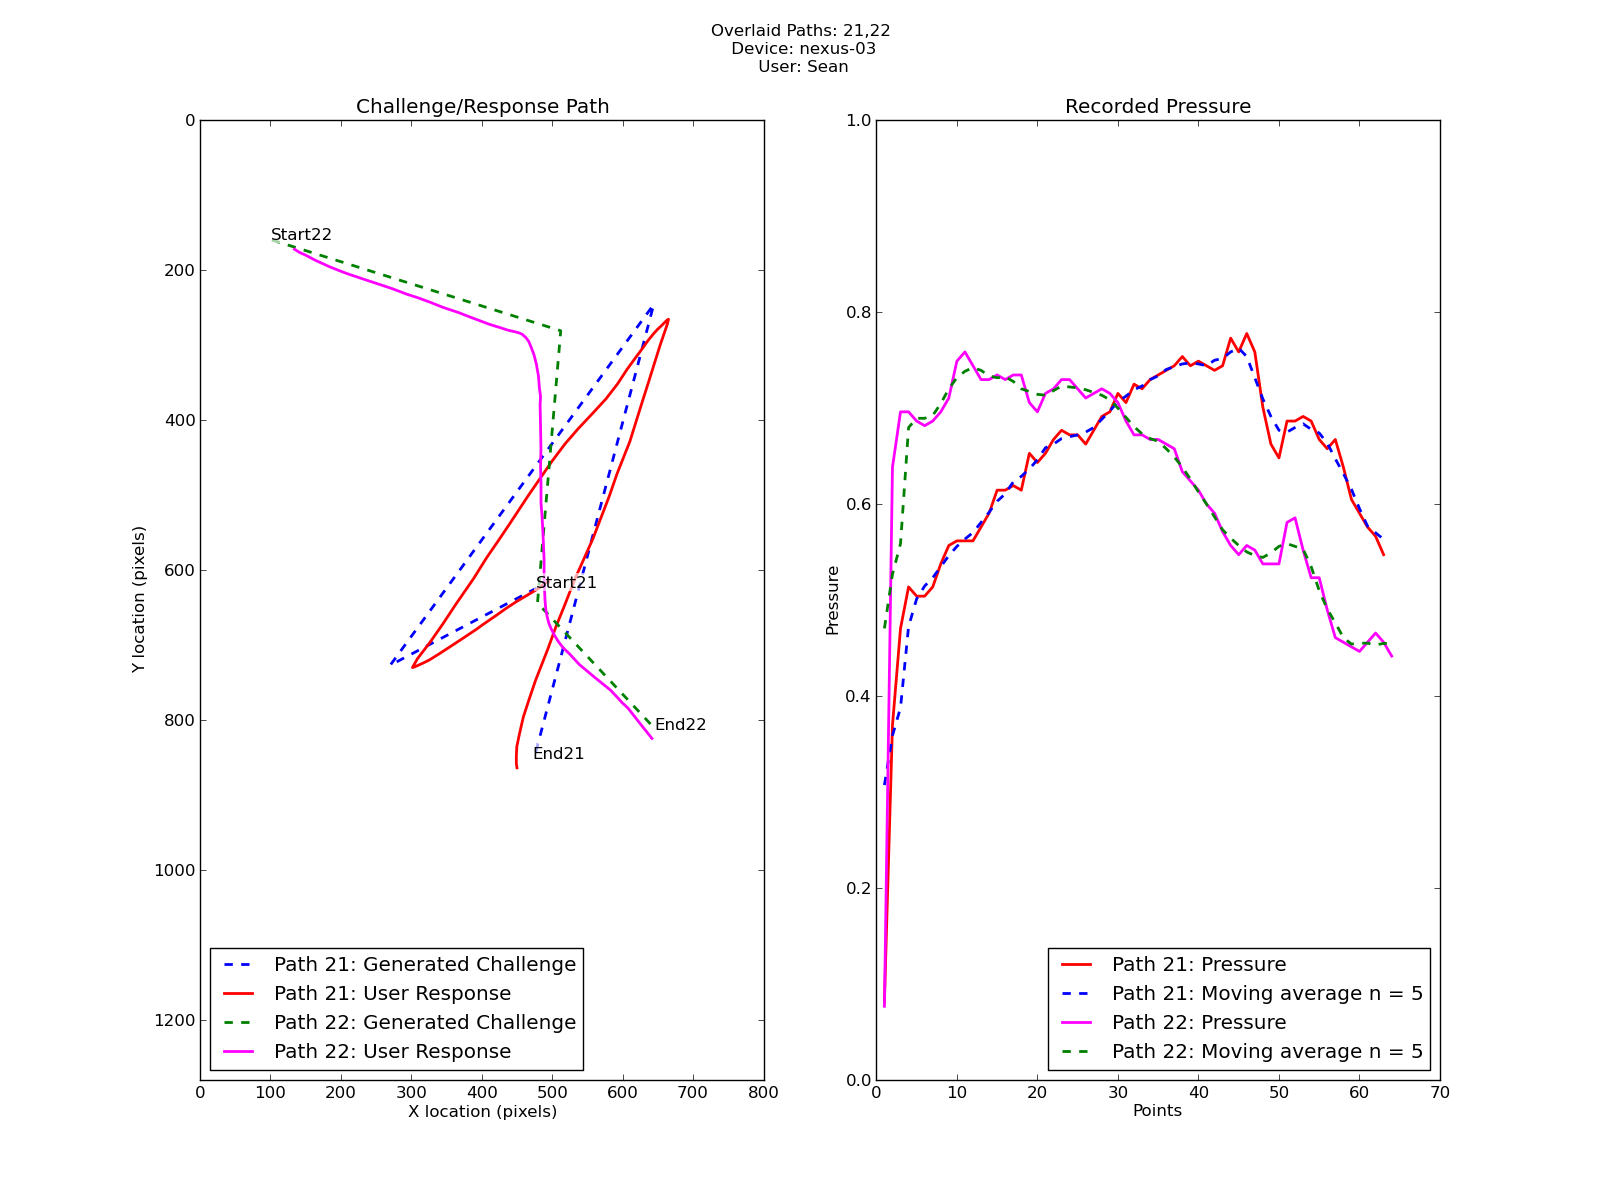 Overlaid Paths: 21,22
Device: nexus-03
User: Sean
Challenge/Response Path
0
200
400
600
800
1000
1200
Y location (pixels)
Start22
Start21
End22
End21
Path 21: Generated Challenge
Path 21: User Response
Path 22: Generated Challenge
Path 22: User Response
0 100 200 300 400 500 600 700 800
X location (pixels)
Recorded Pressure
1.0
0.8
0.6
0.4
0.2
0.0
Pressure
Path 21: Pressure
Path 21: Moving average n = 5
Path 22: Pressure
Path 22: Moving average n = 5
0 10 20 30 40 50 60 70
Points